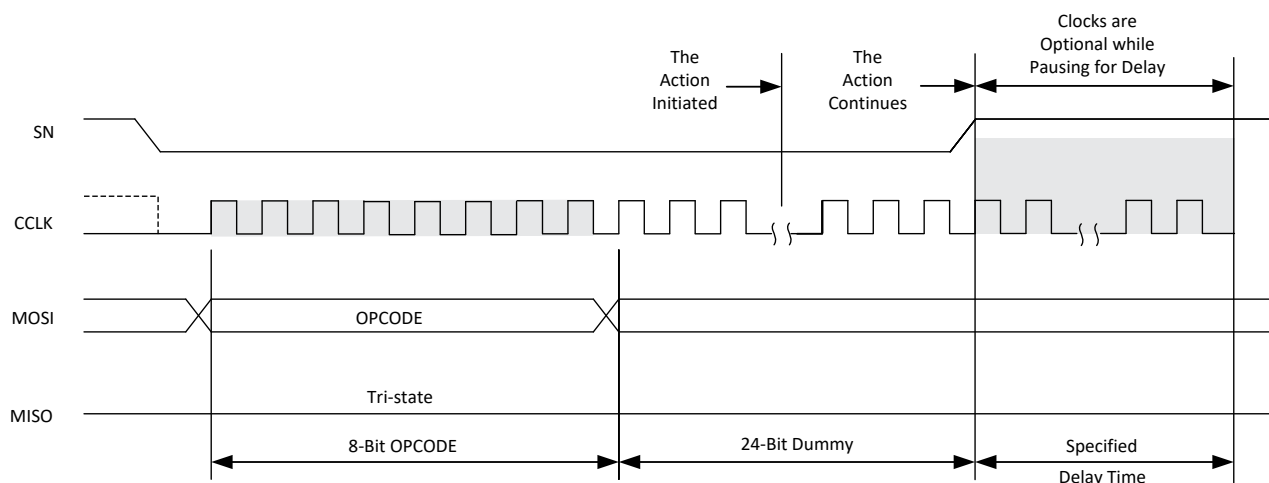 Clocks are
Optional while
Pausing for Delay
The
Action
Initiated
The
Action
Continues
SN
CCLK
MOSI
OPCODE
Tri-state
MISO
8-Bit OPCODE
24-Bit Dummy
Specified
Delay Time